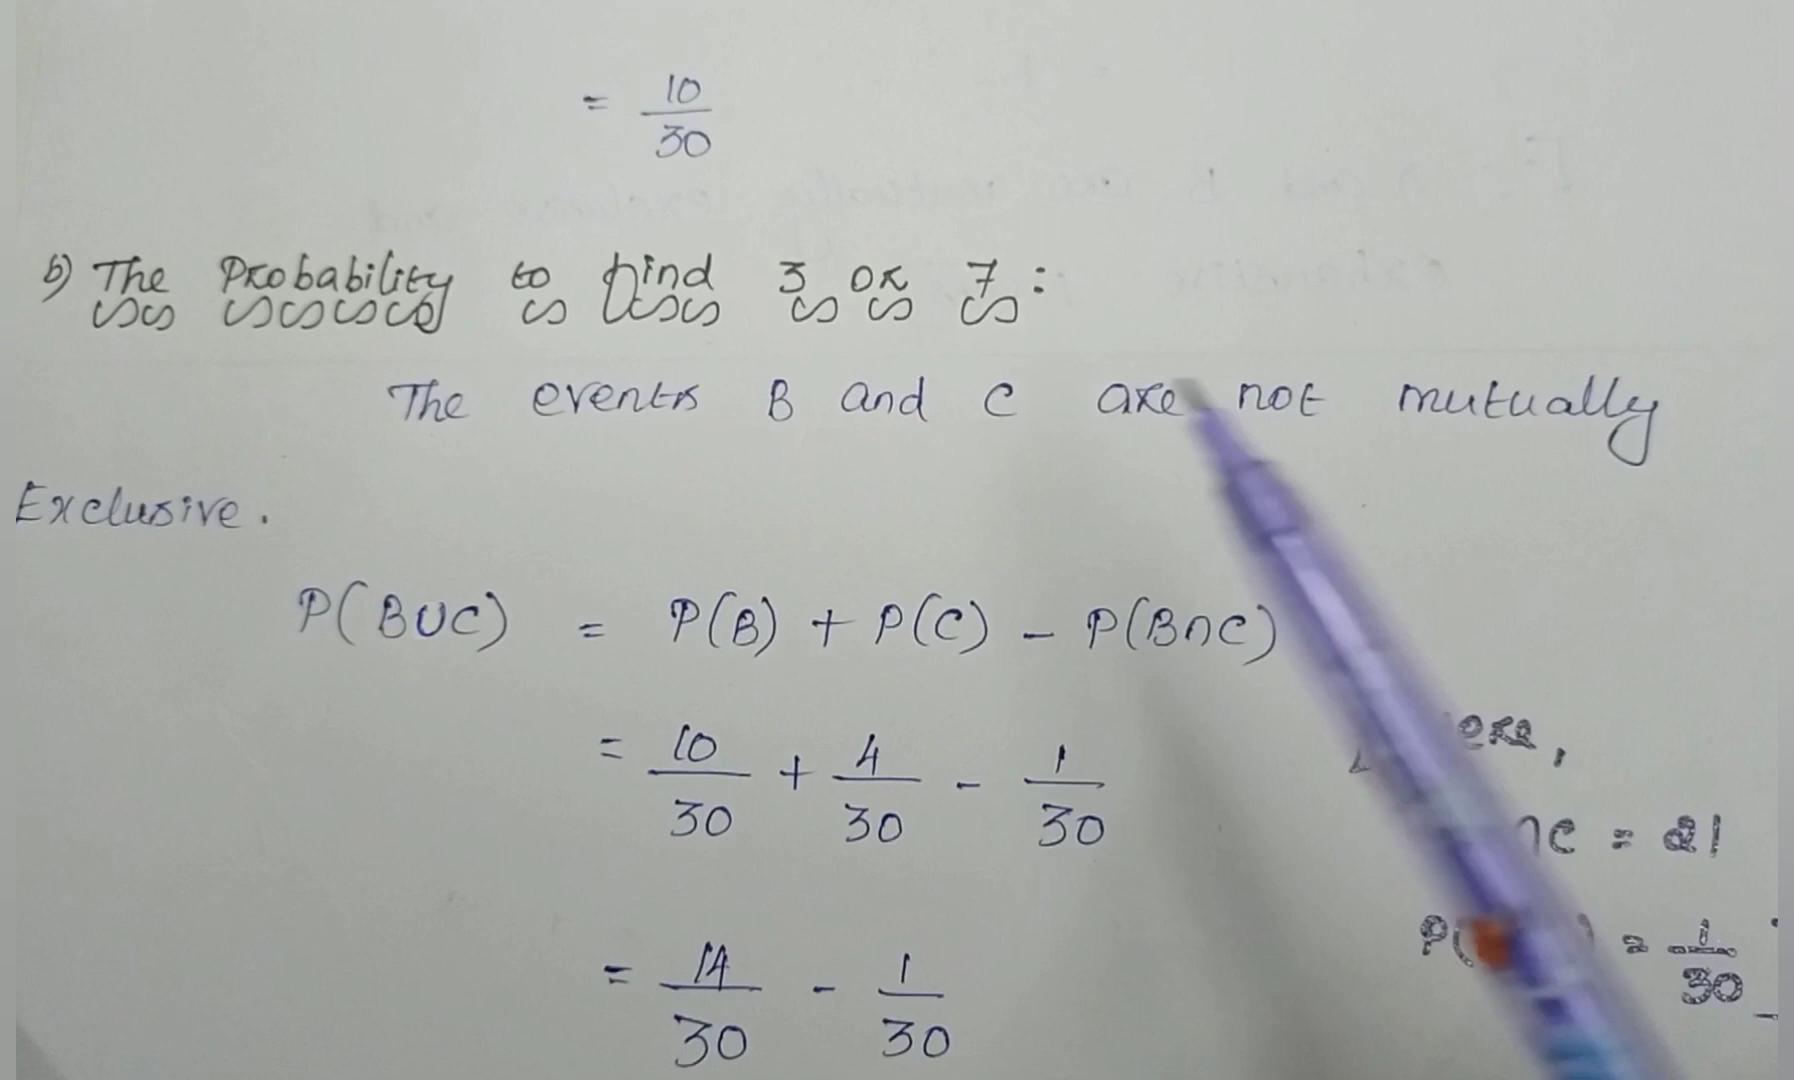 = 10/30
b) The Probability to find 3 or 7:
The events B and C are not mutually
Exclusive.
P(B∪C) = P(B) + P(C) - P(B∩C)
= 10/30 + 4/30 - 1/30
∩C = 21
= 14/30 - 1/30
= 1/30